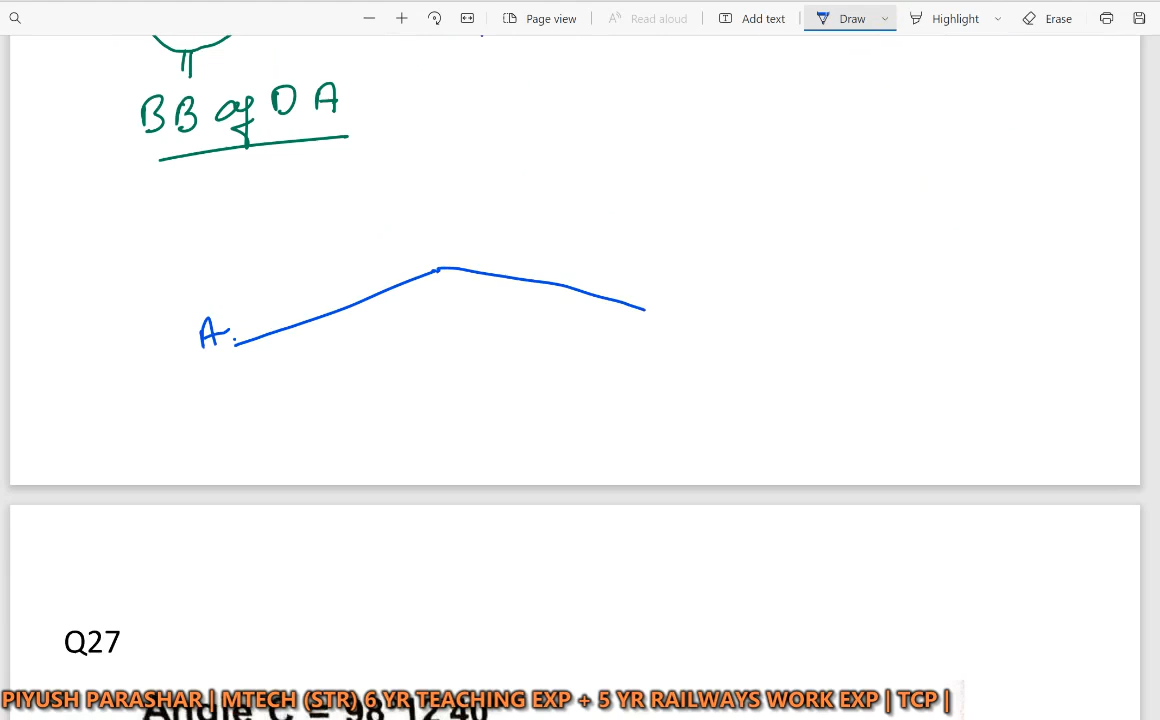 Page view
Read aloud
Add text
Draw
Highlight
Erase
BB of DA
A
Q27
PIYUSH PARASHAR | MTECH (STR) 6 YR TEACHING EXP + 5 YR RAILWAYS WORK EXP | TCP |